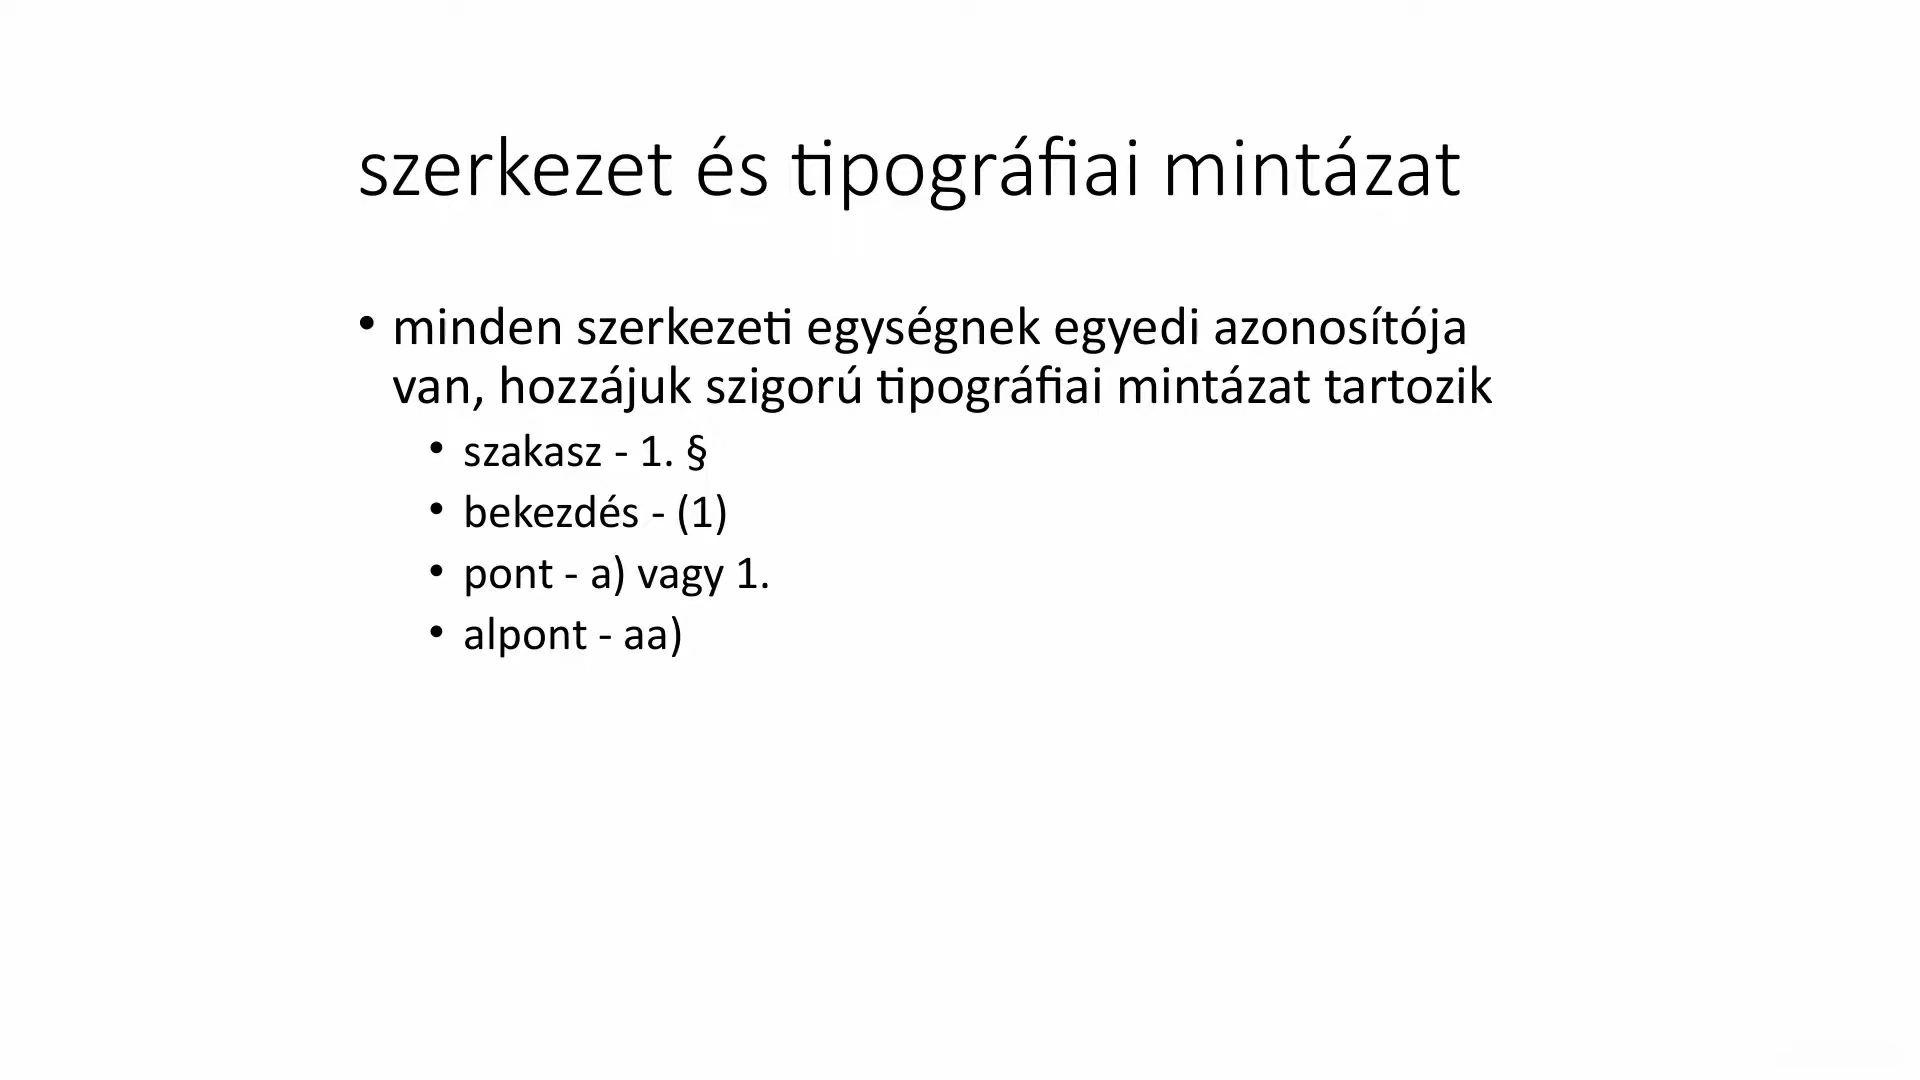 szerkezet és tipográfiai mintázat
• minden szerkezeti egységnek egyedi azonosítója
van, hozzájuk szigorú tipográfiai mintázat tartozik
• szakasz - 1. §
• bekezdés - (1)
• pont - a) vagy 1.
• alpont - aa)